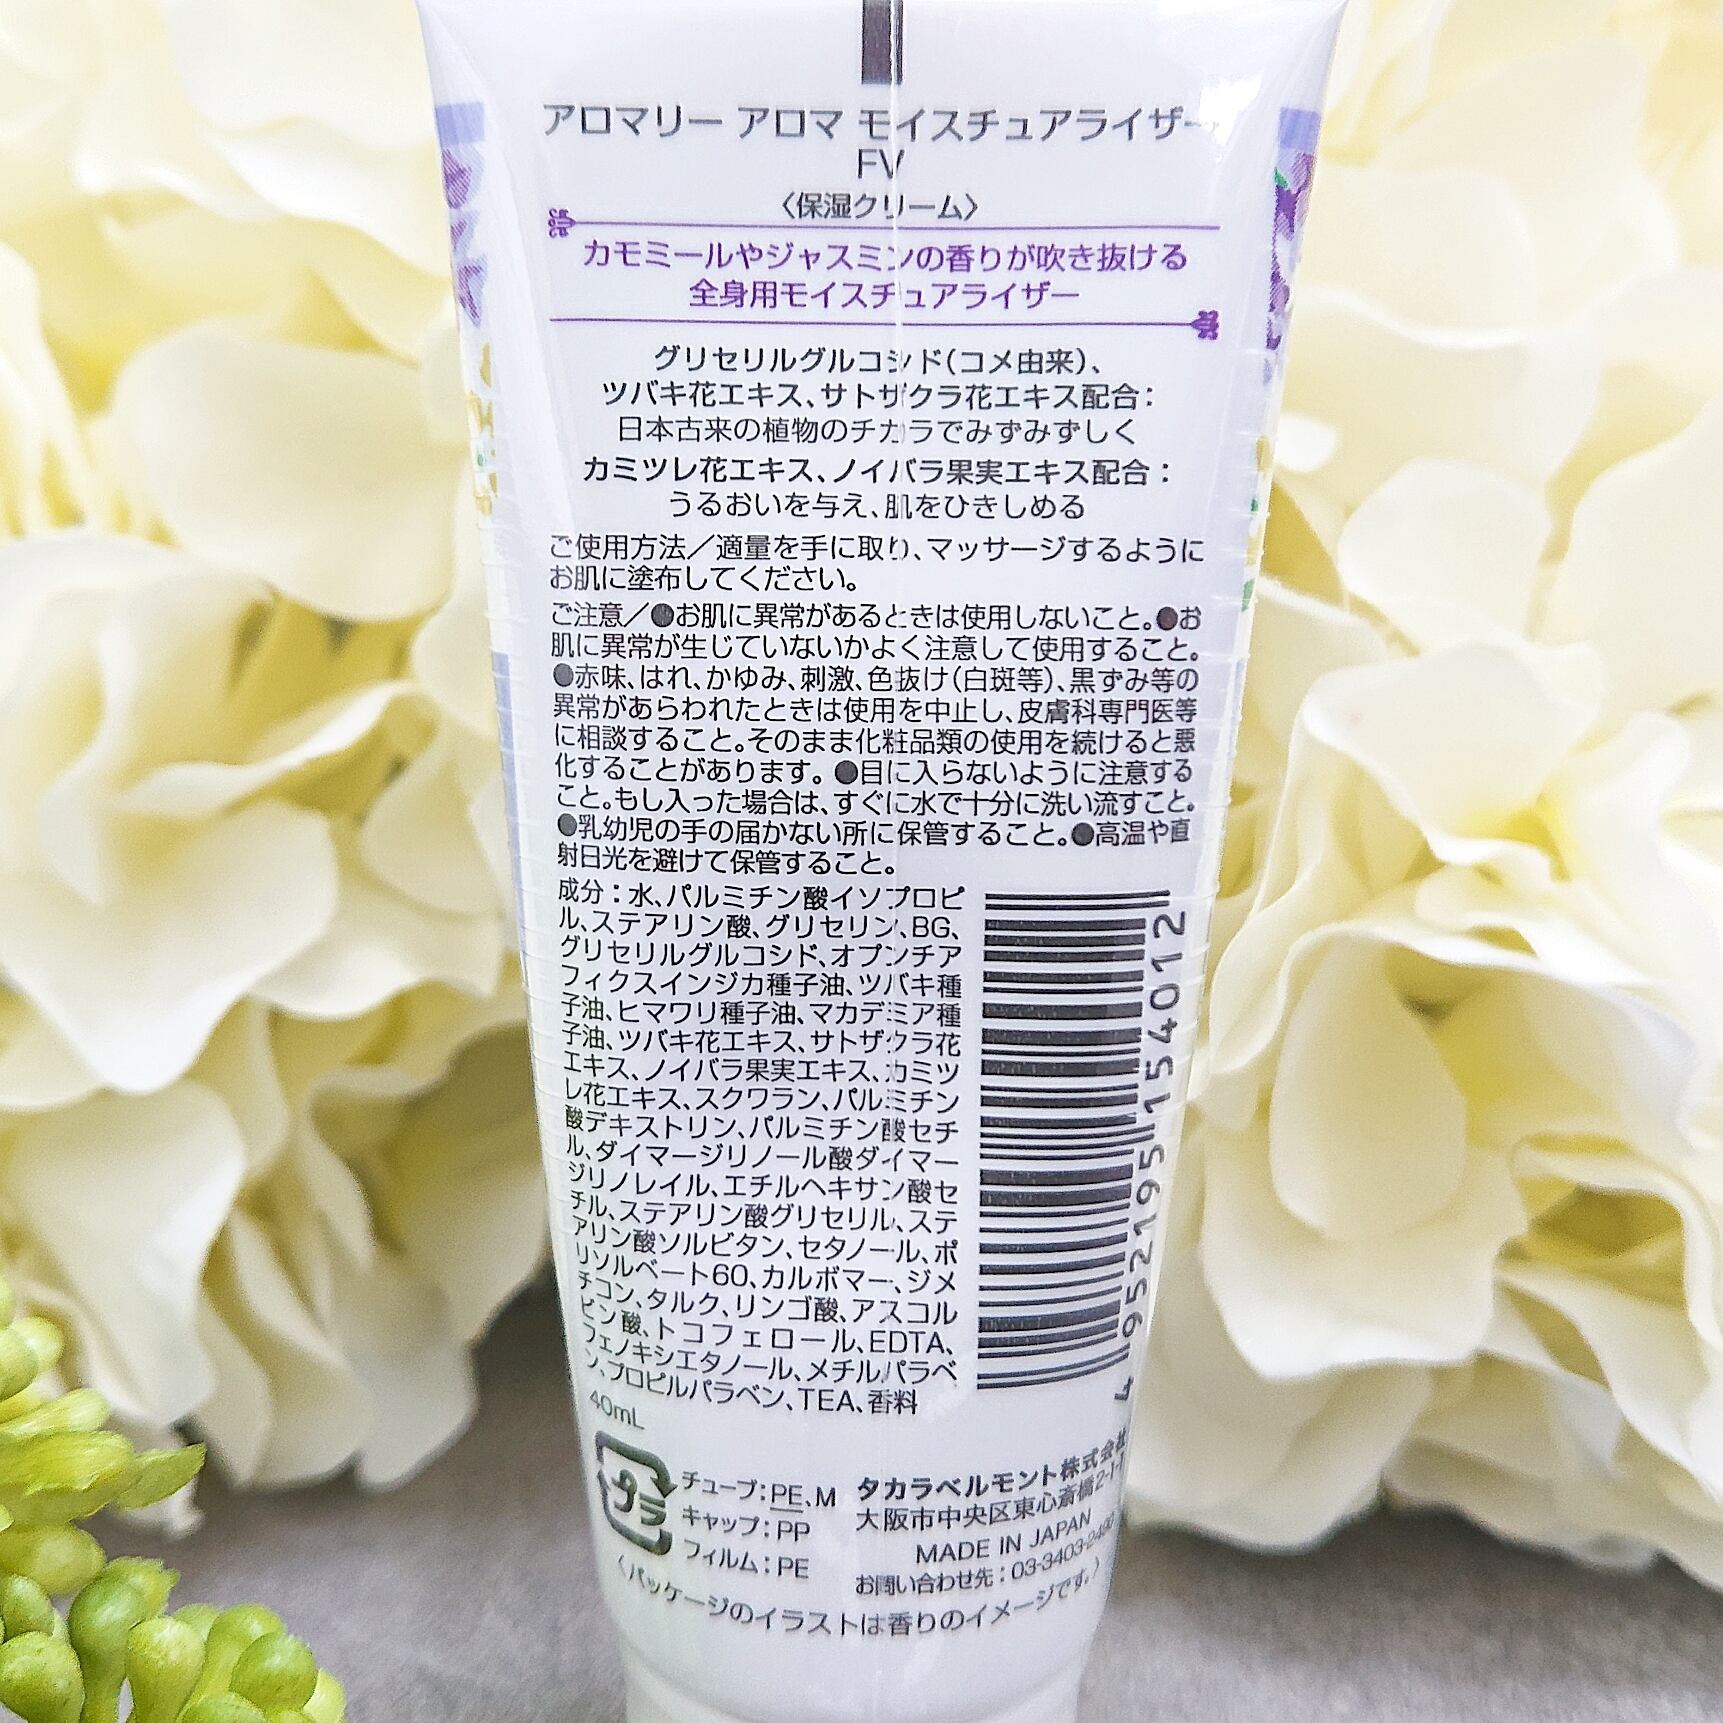 アロマリー アロマ モイスチュアライザー
FV
〈保湿クリーム〉
カモミールやジャスミンの香りが吹き抜ける
全身用モイスチュアライザー
グリセリルグルコシド(コメ由来)、
ツバキ花エキス、サトザクラ花エキス配合：
日本古来の植物のチカラでみずみずしく
カミツレ花エキス、ノイバラ果実エキス配合：
うるおいを与え、肌をひきしめる
ご使用方法／適量を手に取り、マッサージするように
お肌に塗布してください。
ご注意／●お肌に異常があるときは使用しないこと。●お
肌に異常が生じていないかよく注意して使用すること。
●赤味、はれ、かゆみ、刺激、色抜け(白斑等)、黒ずみ等の
異常があらわれたときは使用を中止し、皮膚科専門医等
に相談すること。そのまま化粧品類の使用を続けると悪
化することがあります。●目に入らないように注意する
こと。もし入った場合は、すぐに水で十分に洗い流すこと。
●乳幼児の手の届かない所に保管すること。●高温や直
射日光を避けて保管すること。
成分：水、パルミチン酸イソプロピ
ル、ステアリン酸、グリセリン、BG、
グリセリルグルコシド、オプンチア
フィクスインジカ種子油、ツバキ種
子油、ヒマワリ種子油、マカデミア種
子油、ツバキ花エキス、サトザクラ花
エキス、ノイバラ果実エキス、カミツ
レ花エキス、スクワラン、パルミチン
酸デキストリン、パルミチン酸セチ
ル、ダイマージリノール酸ダイマー
ジリノレイル、エチルヘキサン酸セ
チル、ステアリン酸グリセリル、ステ
アリン酸ソルビタン、セタノール、ポ
リソルベート60、カルボマー、ジメ
チコン、タルク、リンゴ酸、アスコル
ビン酸、トコフェロール、EDTA、
フェノキシエタノール、メチルパラベ
ン、プロピルパラベン、TEA、香料
40mL
4 952195 154012
プラ
チューブ：PE、M
キャップ：PP
フィルム：PE
タカラベルモント株式会社
大阪市中央区東心斎橋2-1-1
MADE IN JAPAN
お問い合わせ先：03-3403-
〈パッケージのイラストは香りのイメージです。〉